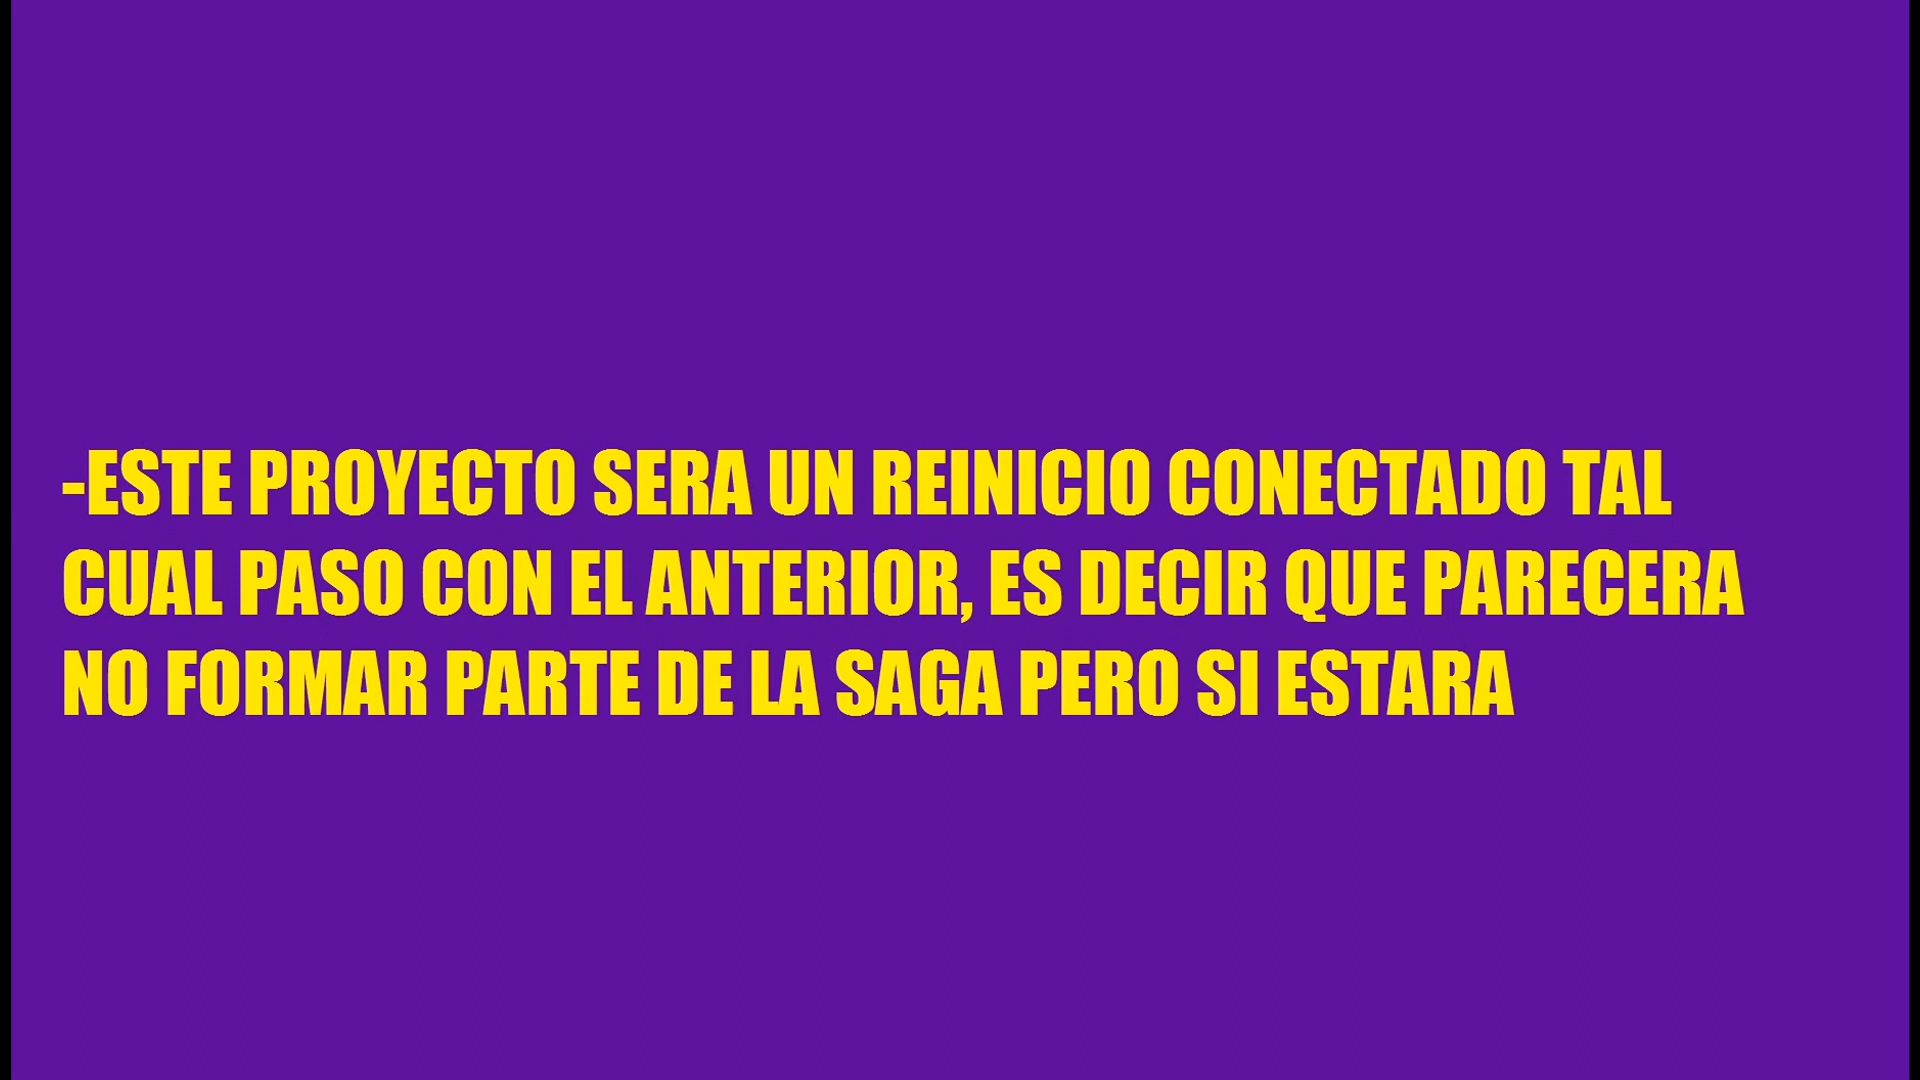 -ESTE PROYECTO SERA UN REINICIO CONECTADO TAL
CUAL PASO CON EL ANTERIOR, ES DECIR QUE PARECERA
NO FORMAR PARTE DE LA SAGA PERO SI ESTARA